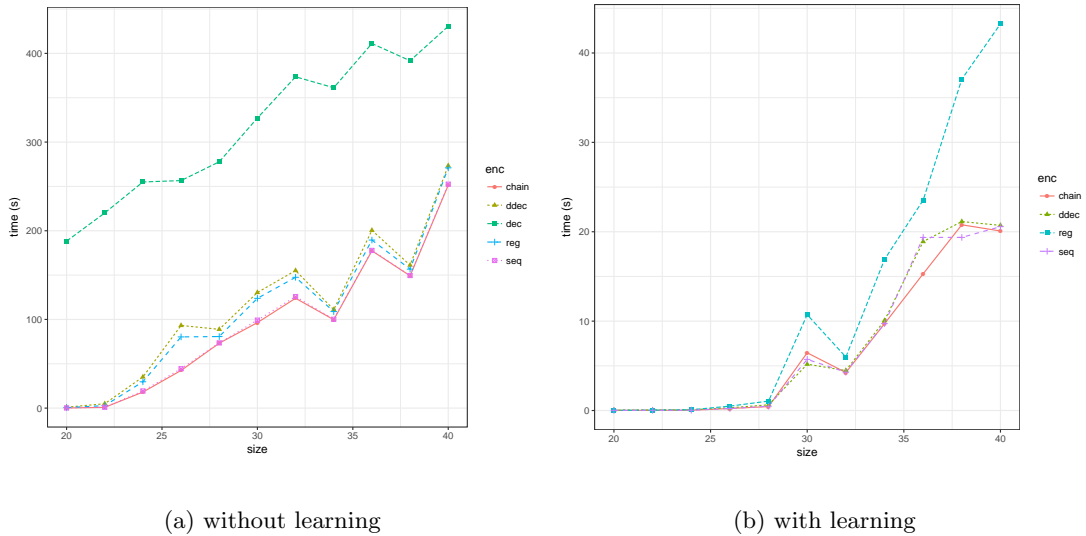 400
300
200
100
0
time (s)
20
25
30
35
40
size
enc
chain
ddec
dec
reg
seq
(a) without learning
40
30
20
10
0
time (s)
20
25
30
35
40
size
enc
chain
ddec
reg
seq
(b) with learning